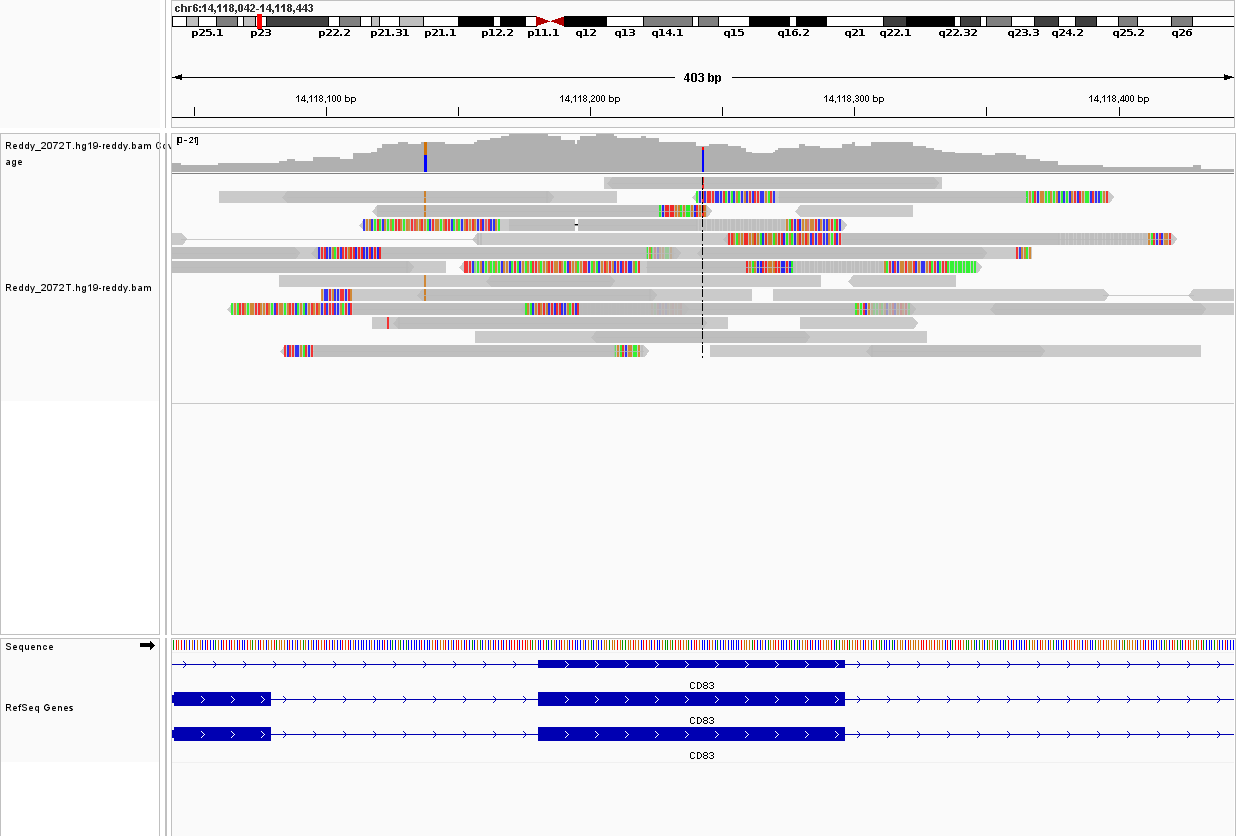 chr6:14,118,042-14,118,443
p25.1 p23 p22.2 p21.31 p21.1 p12.2 p11.1 q12 q13 q14.1 q15 q16.2 q21 q22.1 q22.32 q23.3 q24.2 q25.2 q26
403 bp
14,118,100 bp 14,118,200 bp 14,118,300 bp 14,118,400 bp
Reddy_2072T.hg19-reddy.bam Cov
age
[0-21]
Reddy_2072T.hg19-reddy.bam
Sequence
CD83
RefSeq Genes
CD83
CD83